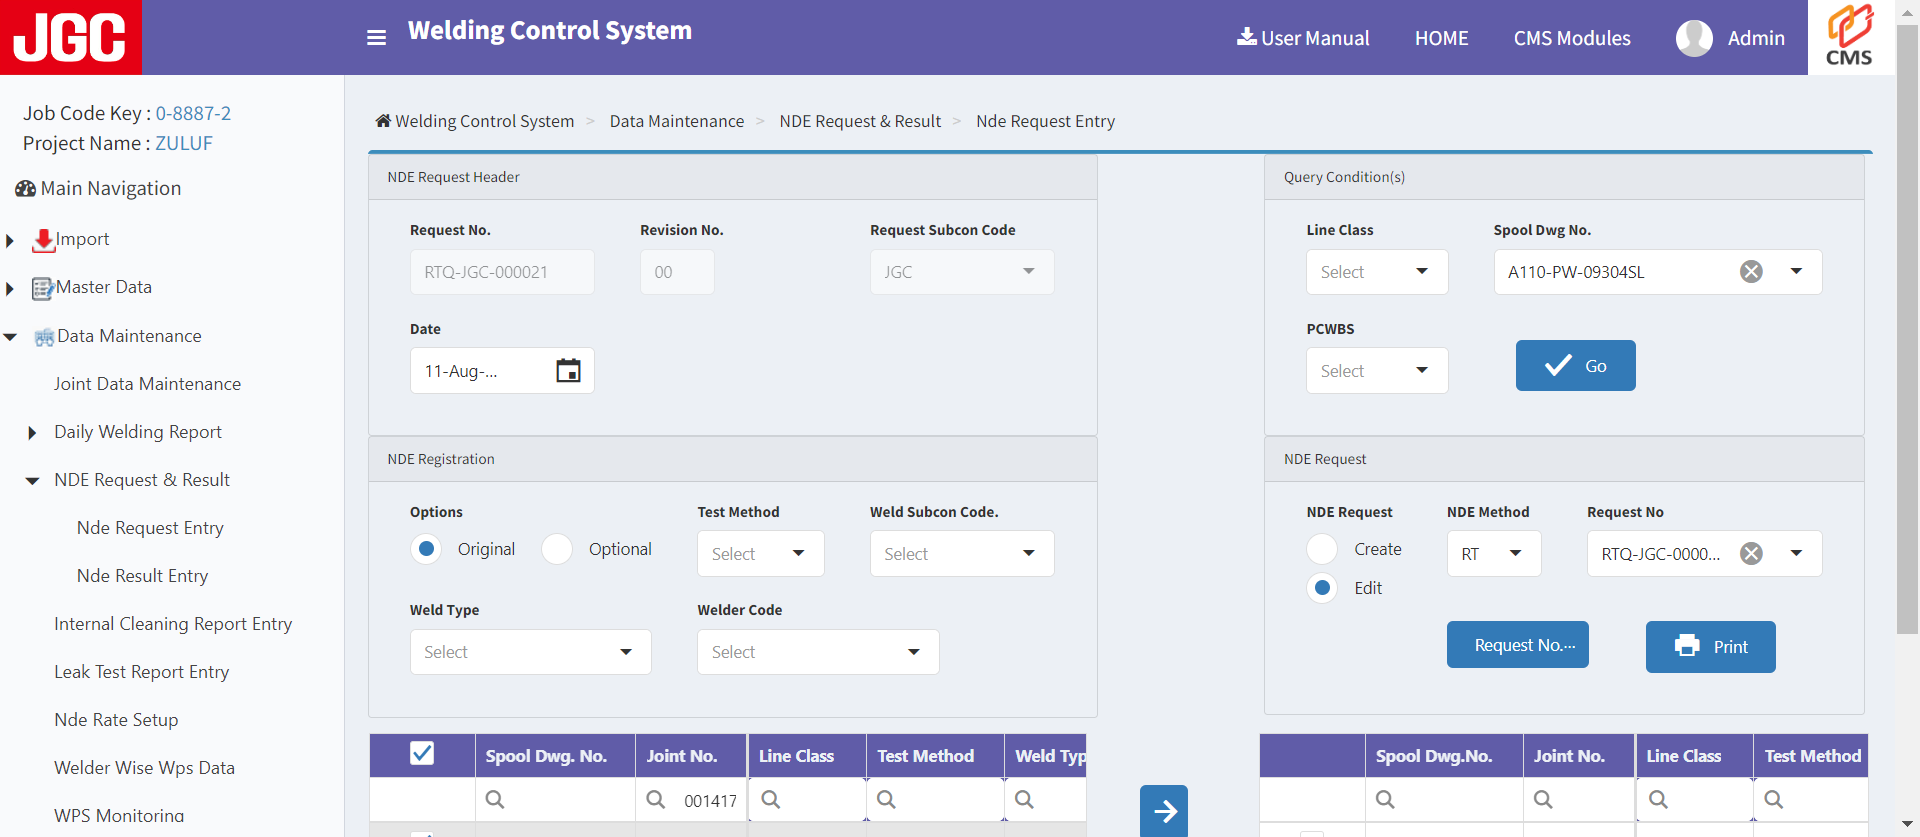 JGC
Welding Control System
User Manual
HOME
CMS Modules
Admin
CMS
Job Code Key : 0-8887-2
Project Name : ZULUF
Main Navigation
Import
Master Data
Data Maintenance
Joint Data Maintenance
Daily Welding Report
NDE Request & Result
Nde Request Entry
Nde Result Entry
Internal Cleaning Report Entry
Leak Test Report Entry
Nde Rate Setup
Welder Wise Wps Data
WPS Monitoring
Welding Control System > Data Maintenance > NDE Request & Result > Nde Request Entry
NDE Request Header
Request No. Revision No. Request Subcon Code
RTQ-JGC-000021 00 JGC
Date
11-Aug-...
Query Condition(s)
Line Class Spool Dwg No.
Select A110-PW-09304SL
PCWBS
Select Go
NDE Registration
Options Test Method Weld Subcon Code.
Original Optional Select Select
Weld Type Welder Code
Select Select
NDE Request
NDE Request NDE Method Request No
Create RT RTQ-JGC-0000...
Edit
Request No.... Print
Spool Dwg. No. Joint No. Line Class Test Method Weld Typ
001417
Spool Dwg.No. Joint No. Line Class Test Method